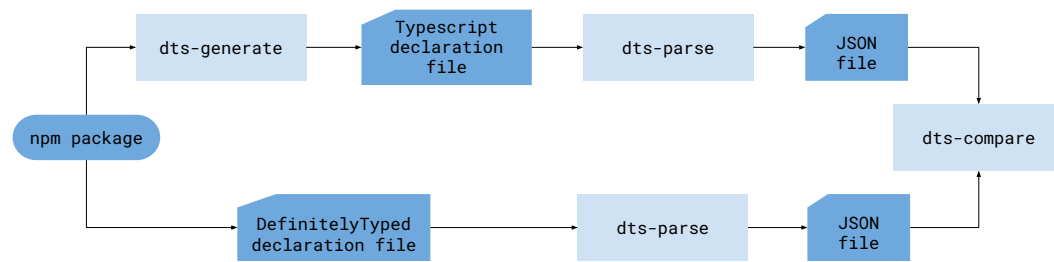 dts-generate
Typescript
declaration
file
dts-parse
JSON
file
npm package
dts-compare
DefinitelyTyped
declaration file
dts-parse
JSON
file